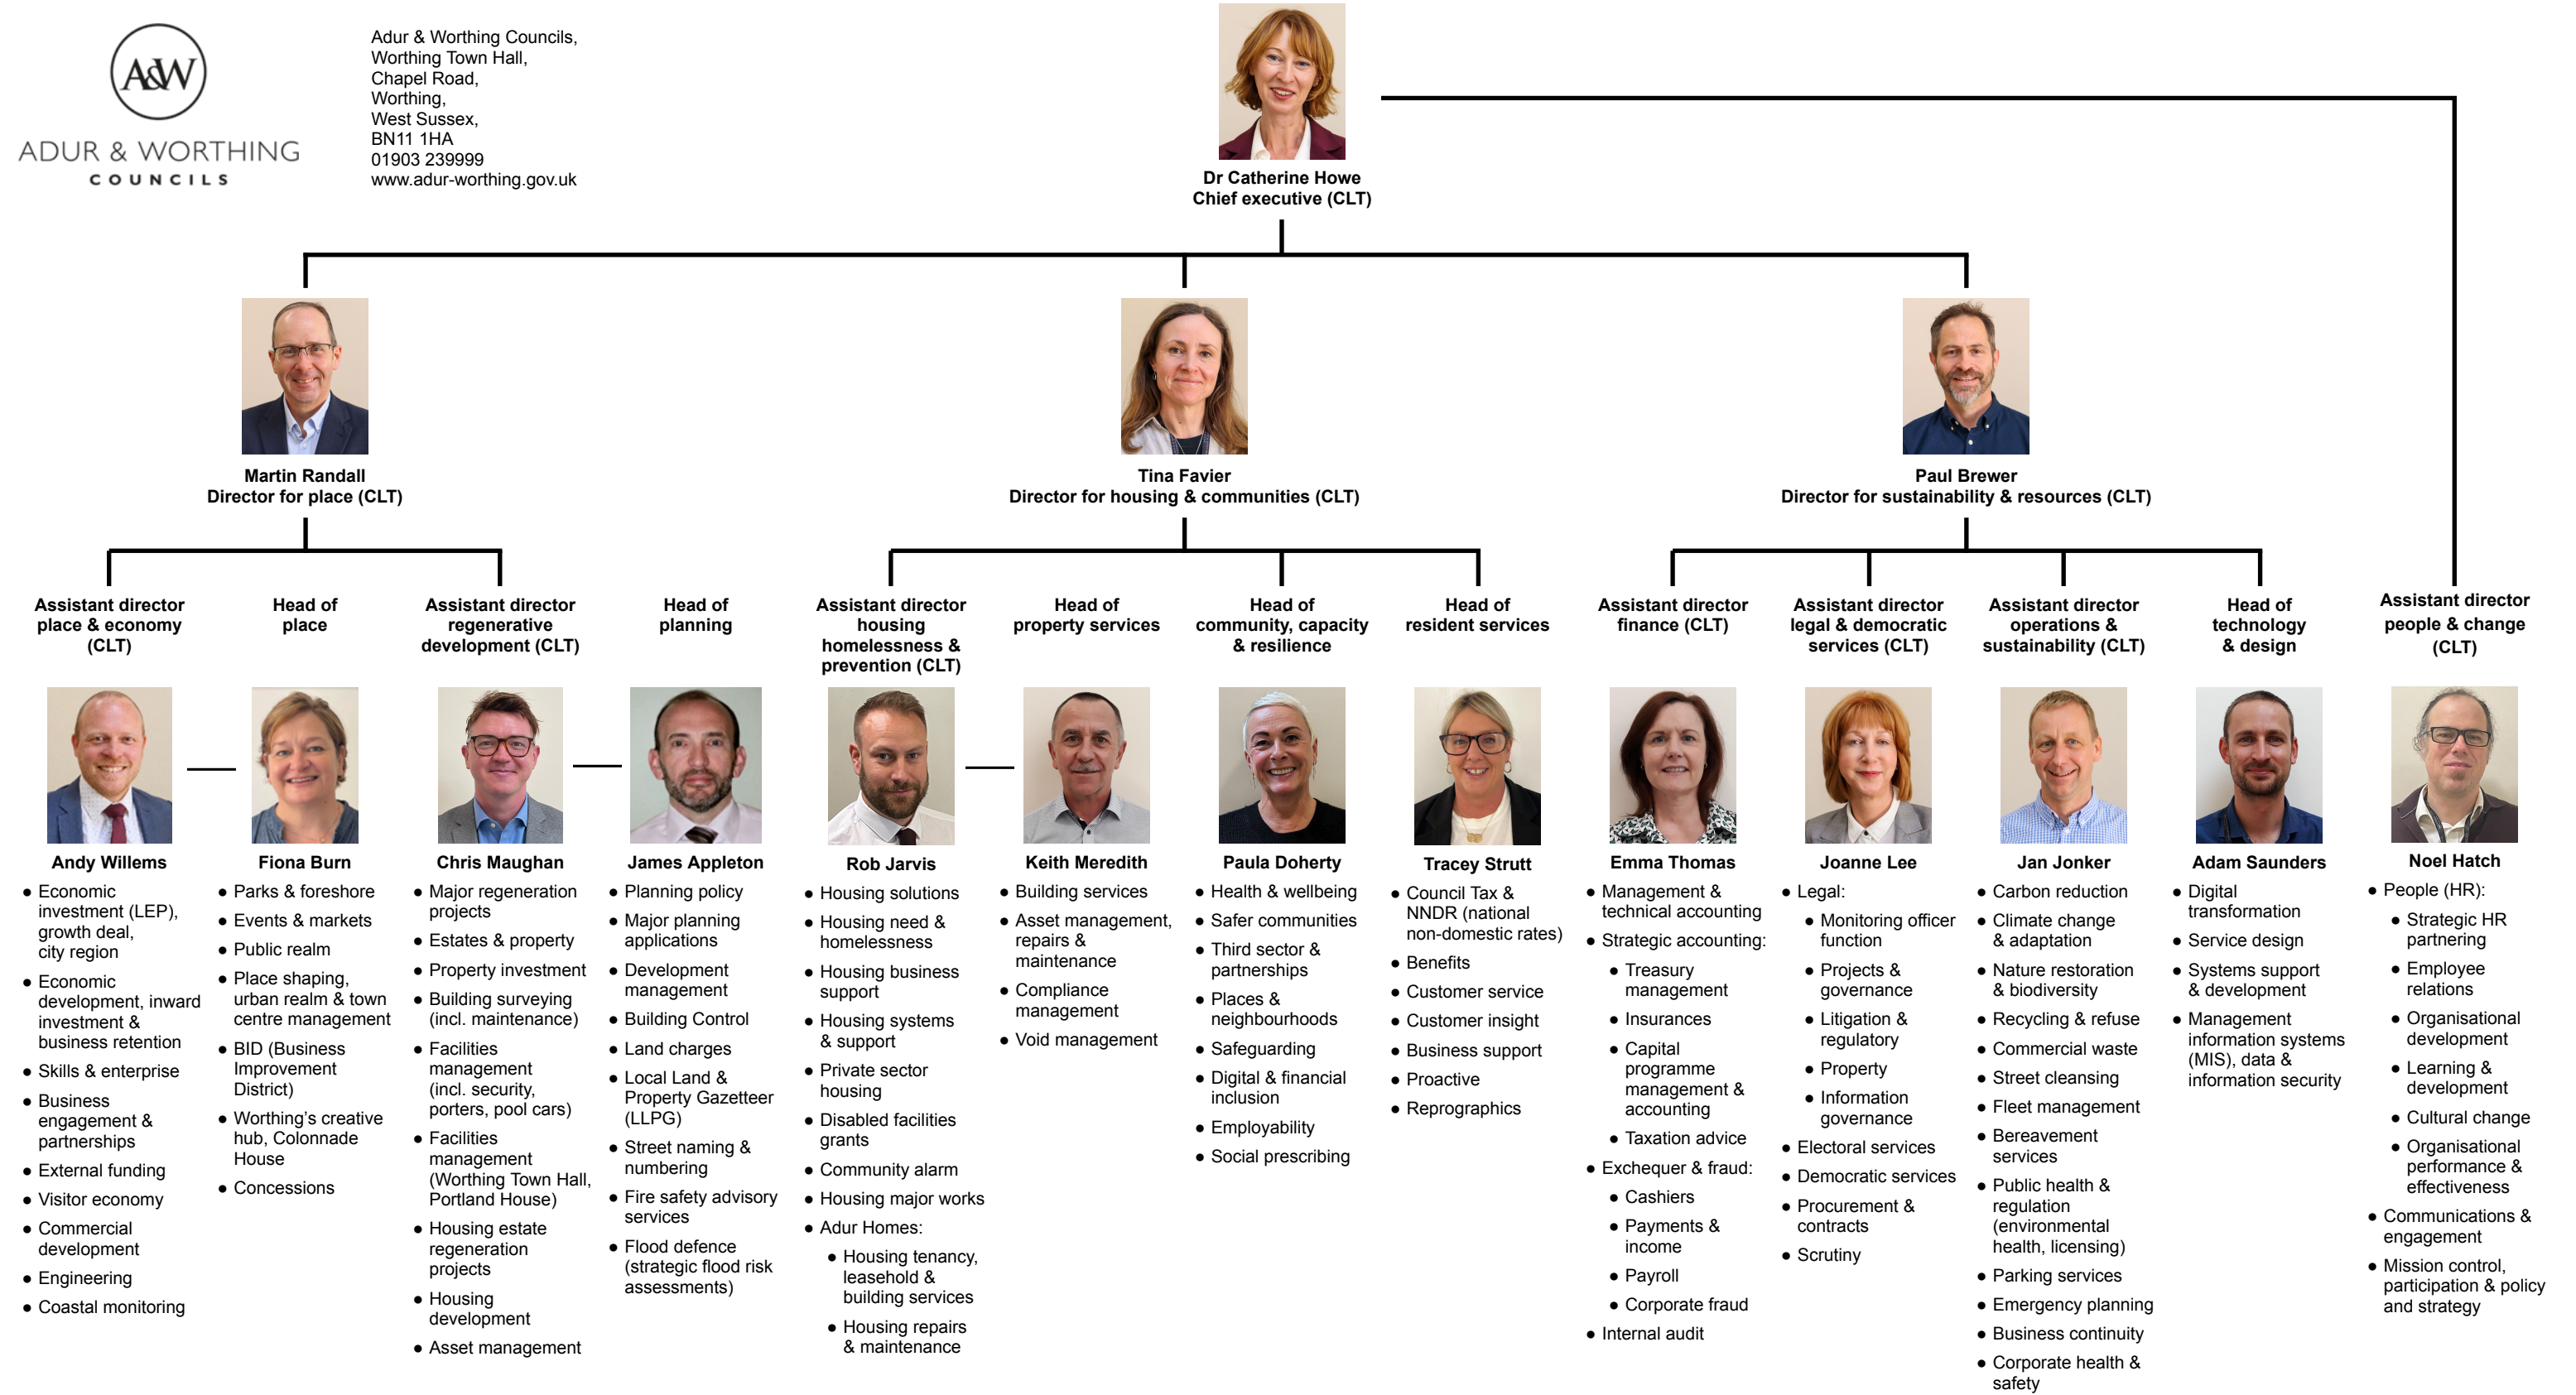 A&W
ADUR & WORTHING
COUNCILS
Adur & Worthing Councils,
Worthing Town Hall,
Chapel Road,
Worthing,
West Sussex,
BN11 1HA
01903 239999
www.adur-worthing.gov.uk
Dr Catherine Howe
Chief executive (CLT)
Martin Randall
Director for place (CLT)
Tina Favier
Director for housing & communities (CLT)
Paul Brewer
Director for sustainability & resources (CLT)
Assistant director
place & economy
(CLT)
Andy Willems
● Economic
investment (LEP),
growth deal,
city region
● Economic
development, inward
investment &
business retention
● Skills & enterprise
● Business
engagement &
partnerships
● External funding
● Visitor economy
● Commercial
development
● Engineering
● Coastal monitoring
Head of
place
Fiona Burn
● Parks & foreshore
● Events & markets
● Public realm
● Place shaping,
urban realm & town
centre management
● BID (Business
Improvement
District)
● Worthing’s creative
hub, Colonnade
House
● Concessions
Assistant director
regenerative
development (CLT)
Chris Maughan
● Major regeneration
projects
● Estates & property
● Property investment
● Building surveying
(incl. maintenance)
● Facilities
management
(incl. security,
porters, pool cars)
● Facilities
management
(Worthing Town Hall,
Portland House)
● Housing estate
regeneration
projects
● Housing
development
● Asset management
Head of
planning
James Appleton
● Planning policy
● Major planning
applications
● Development
management
● Building Control
● Land charges
● Local Land &
Property Gazetteer
(LLPG)
● Street naming &
numbering
● Fire safety advisory
services
● Flood defence
(strategic flood risk
assessments)
Assistant director
housing
homelessness &
prevention (CLT)
Rob Jarvis
● Housing solutions
● Housing need &
homelessness
● Housing business
support
● Housing systems
& support
● Private sector
housing
● Disabled facilities
grants
● Community alarm
● Housing major works
● Adur Homes:
● Housing tenancy,
leasehold &
building services
● Housing repairs
& maintenance
Head of
property services
Keith Meredith
● Building services
● Asset management,
repairs &
maintenance
● Compliance
management
● Void management
Head of
community, capacity
& resilience
Paula Doherty
● Health & wellbeing
● Safer communities
● Third sector &
partnerships
● Places &
neighbourhoods
● Safeguarding
● Digital & financial
inclusion
● Employability
● Social prescribing
Head of
resident services
Tracey Strutt
● Council Tax &
NNDR (national
non-domestic rates)
● Benefits
● Customer service
● Customer insight
● Business support
● Proactive
● Reprographics
Assistant director
finance (CLT)
Emma Thomas
● Management &
technical accounting
● Strategic accounting:
● Treasury
management
● Insurances
● Capital
programme
management &
accounting
● Taxation advice
● Exchequer & fraud:
● Cashiers
● Payments &
income
● Payroll
● Corporate fraud
● Internal audit
Assistant director
legal & democratic
services (CLT)
Joanne Lee
● Legal:
● Monitoring officer
function
● Projects &
governance
● Litigation &
regulatory
● Property
● Information
governance
● Electoral services
● Democratic services
● Procurement &
contracts
● Scrutiny
Assistant director
operations &
sustainability (CLT)
Jan Jonker
● Carbon reduction
● Climate change
& adaptation
● Nature restoration
& biodiversity
● Recycling & refuse
● Commercial waste
● Street cleansing
● Fleet management
● Bereavement
services
● Public health &
regulation
(environmental
health, licensing)
● Parking services
● Emergency planning
● Business continuity
● Corporate health &
safety
Head of
technology
& design
Adam Saunders
● Digital
transformation
● Service design
● Systems support
& development
● Management
information systems
(MIS), data &
information security
Assistant director
people & change
(CLT)
Noel Hatch
● People (HR):
● Strategic HR
partnering
● Employee
relations
● Organisational
development
● Learning &
development
● Cultural change
● Organisational
performance &
effectiveness
● Communications &
engagement
● Mission control,
participation & policy
and strategy